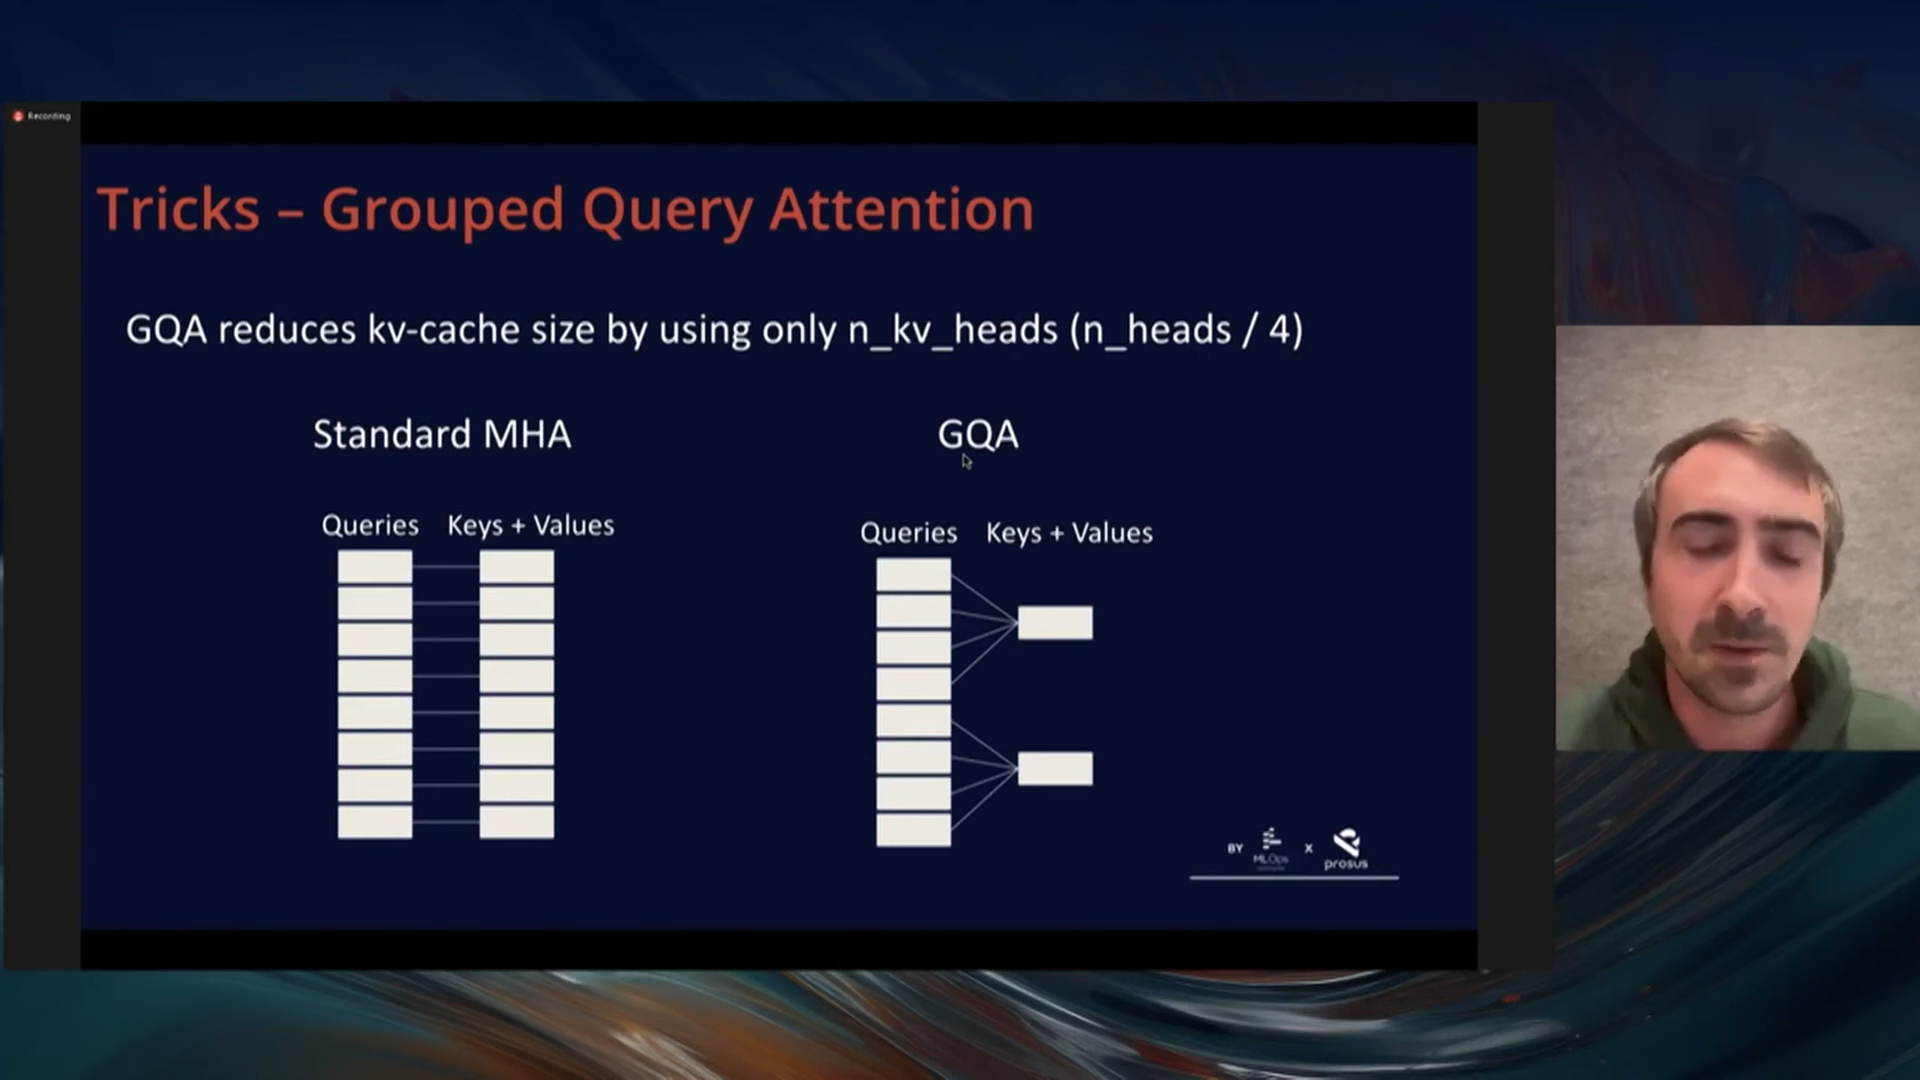 Recording
Tricks – Grouped Query Attention
GQA reduces kv-cache size by using only n_kv_heads (n_heads / 4)
Standard MHA
GQA
Queries Keys + Values
Queries Keys + Values
BY MLOps X prosus